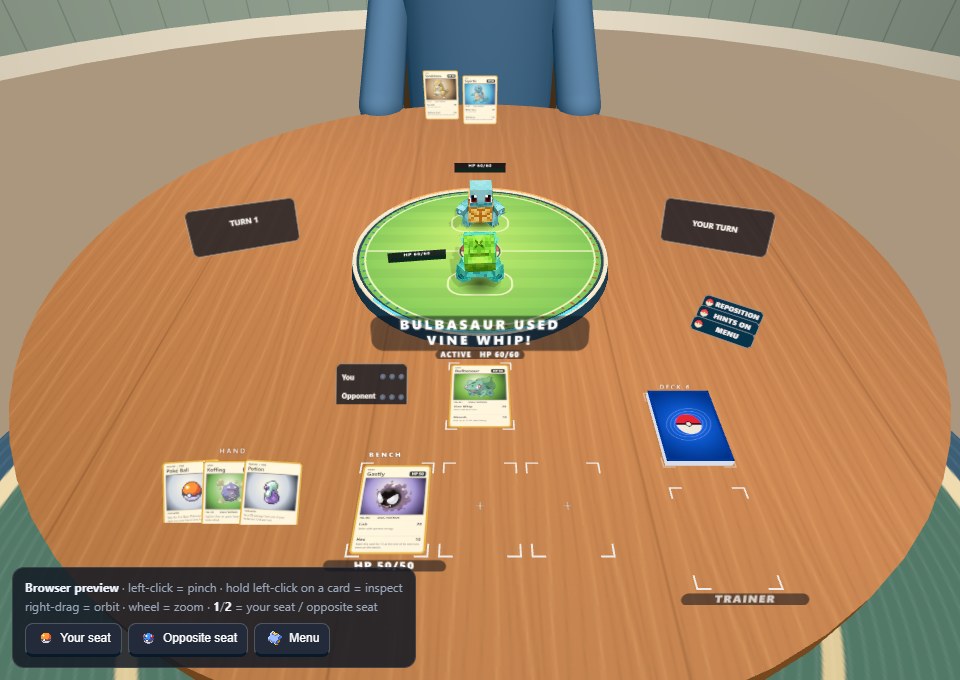 HP 60/60
TURN 1
YOUR TURN
HP 60/60
REPOSITION
HINTS ON
MENU
BULBASAUR USED
VINE WHIP!
ACTIVE HP 60/60
You
Opponent
DECK
HAND
BENCH
Poké Ball
Koffing
Potion
Gastly
HP 50/50
TRAINER
Browser preview · left-click = pinch · hold left-click on a card = inspect
right-drag = orbit · wheel = zoom · 1/2 = your seat / opposite seat
Your seat
Opposite seat
Menu